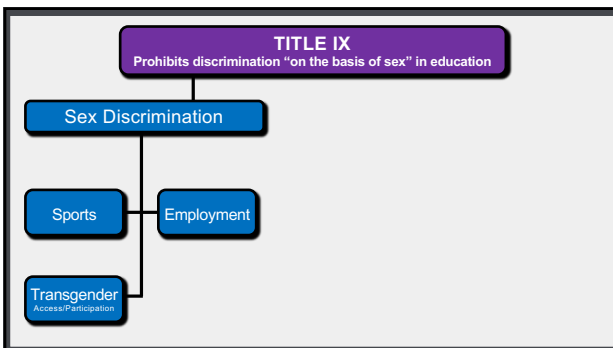 TITLE IX
Prohibits discrimination “on the basis of sex” in education
Sex Discrimination
Sports
Employment
Transgender
Access/Participation